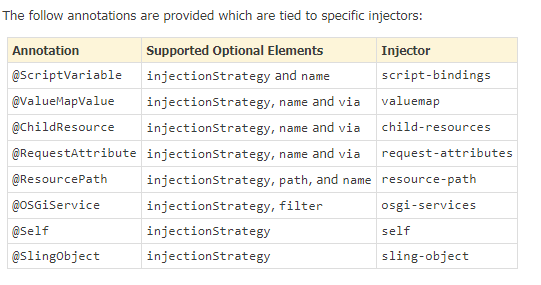 The follow annotations are provided which are tied to specific injectors:
Annotation Supported Optional Elements Injector
@ScriptVariable injectionStrategy and name script-bindings
@ValueMapValue injectionStrategy, name and via valuemap
@ChildResource injectionStrategy, name and via child-resources
@RequestAttribute injectionStrategy, name and via request-attributes
@ResourcePath injectionStrategy, path, and name resource-path
@OSGiService injectionStrategy, filter osgi-services
@Self injectionStrategy self
@SlingObject injectionStrategy sling-object